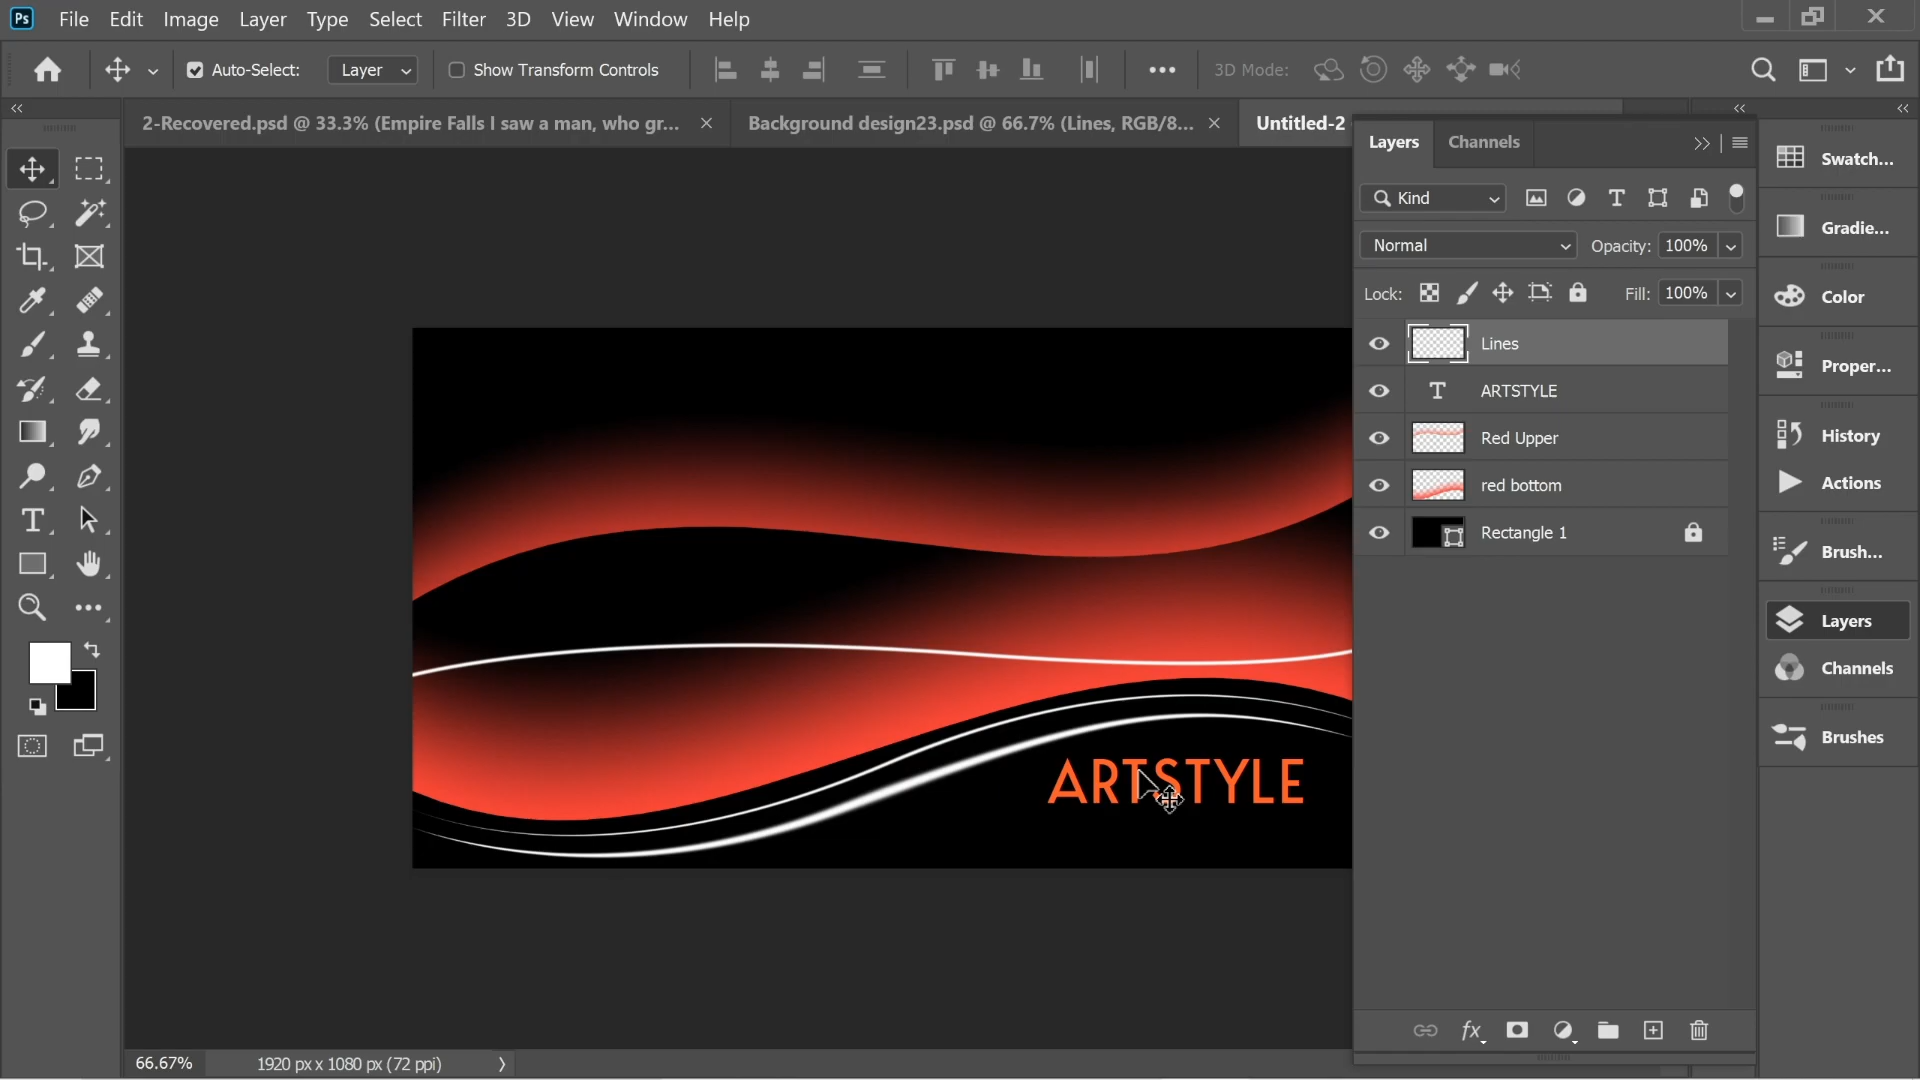 Ps File Edit Image Layer Type Select Filter 3D View Window Help
Auto-Select: Layer Show Transform Controls 3D Mode:
2-Recovered.psd @ 33.3% (Empire Falls I saw a man, who gr... × Background design23.psd @ 66.7% (Lines, RGB/8... × Untitled-2
Layers Channels
Kind
Normal Opacity: 100%
Lock: Fill: 100%
Lines
T ARTSTYLE
Red Upper
red bottom
Rectangle 1
Swatch...
Gradie...
Color
Proper...
History
Actions
Brush...
Layers
Channels
Brushes
ARTSTYLE
fx
66.67% 1920 px x 1080 px (72 ppi)